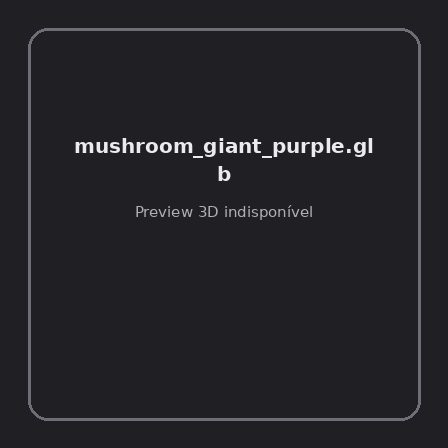 mushroom_giant_purple.gl
b
Preview 3D indisponível